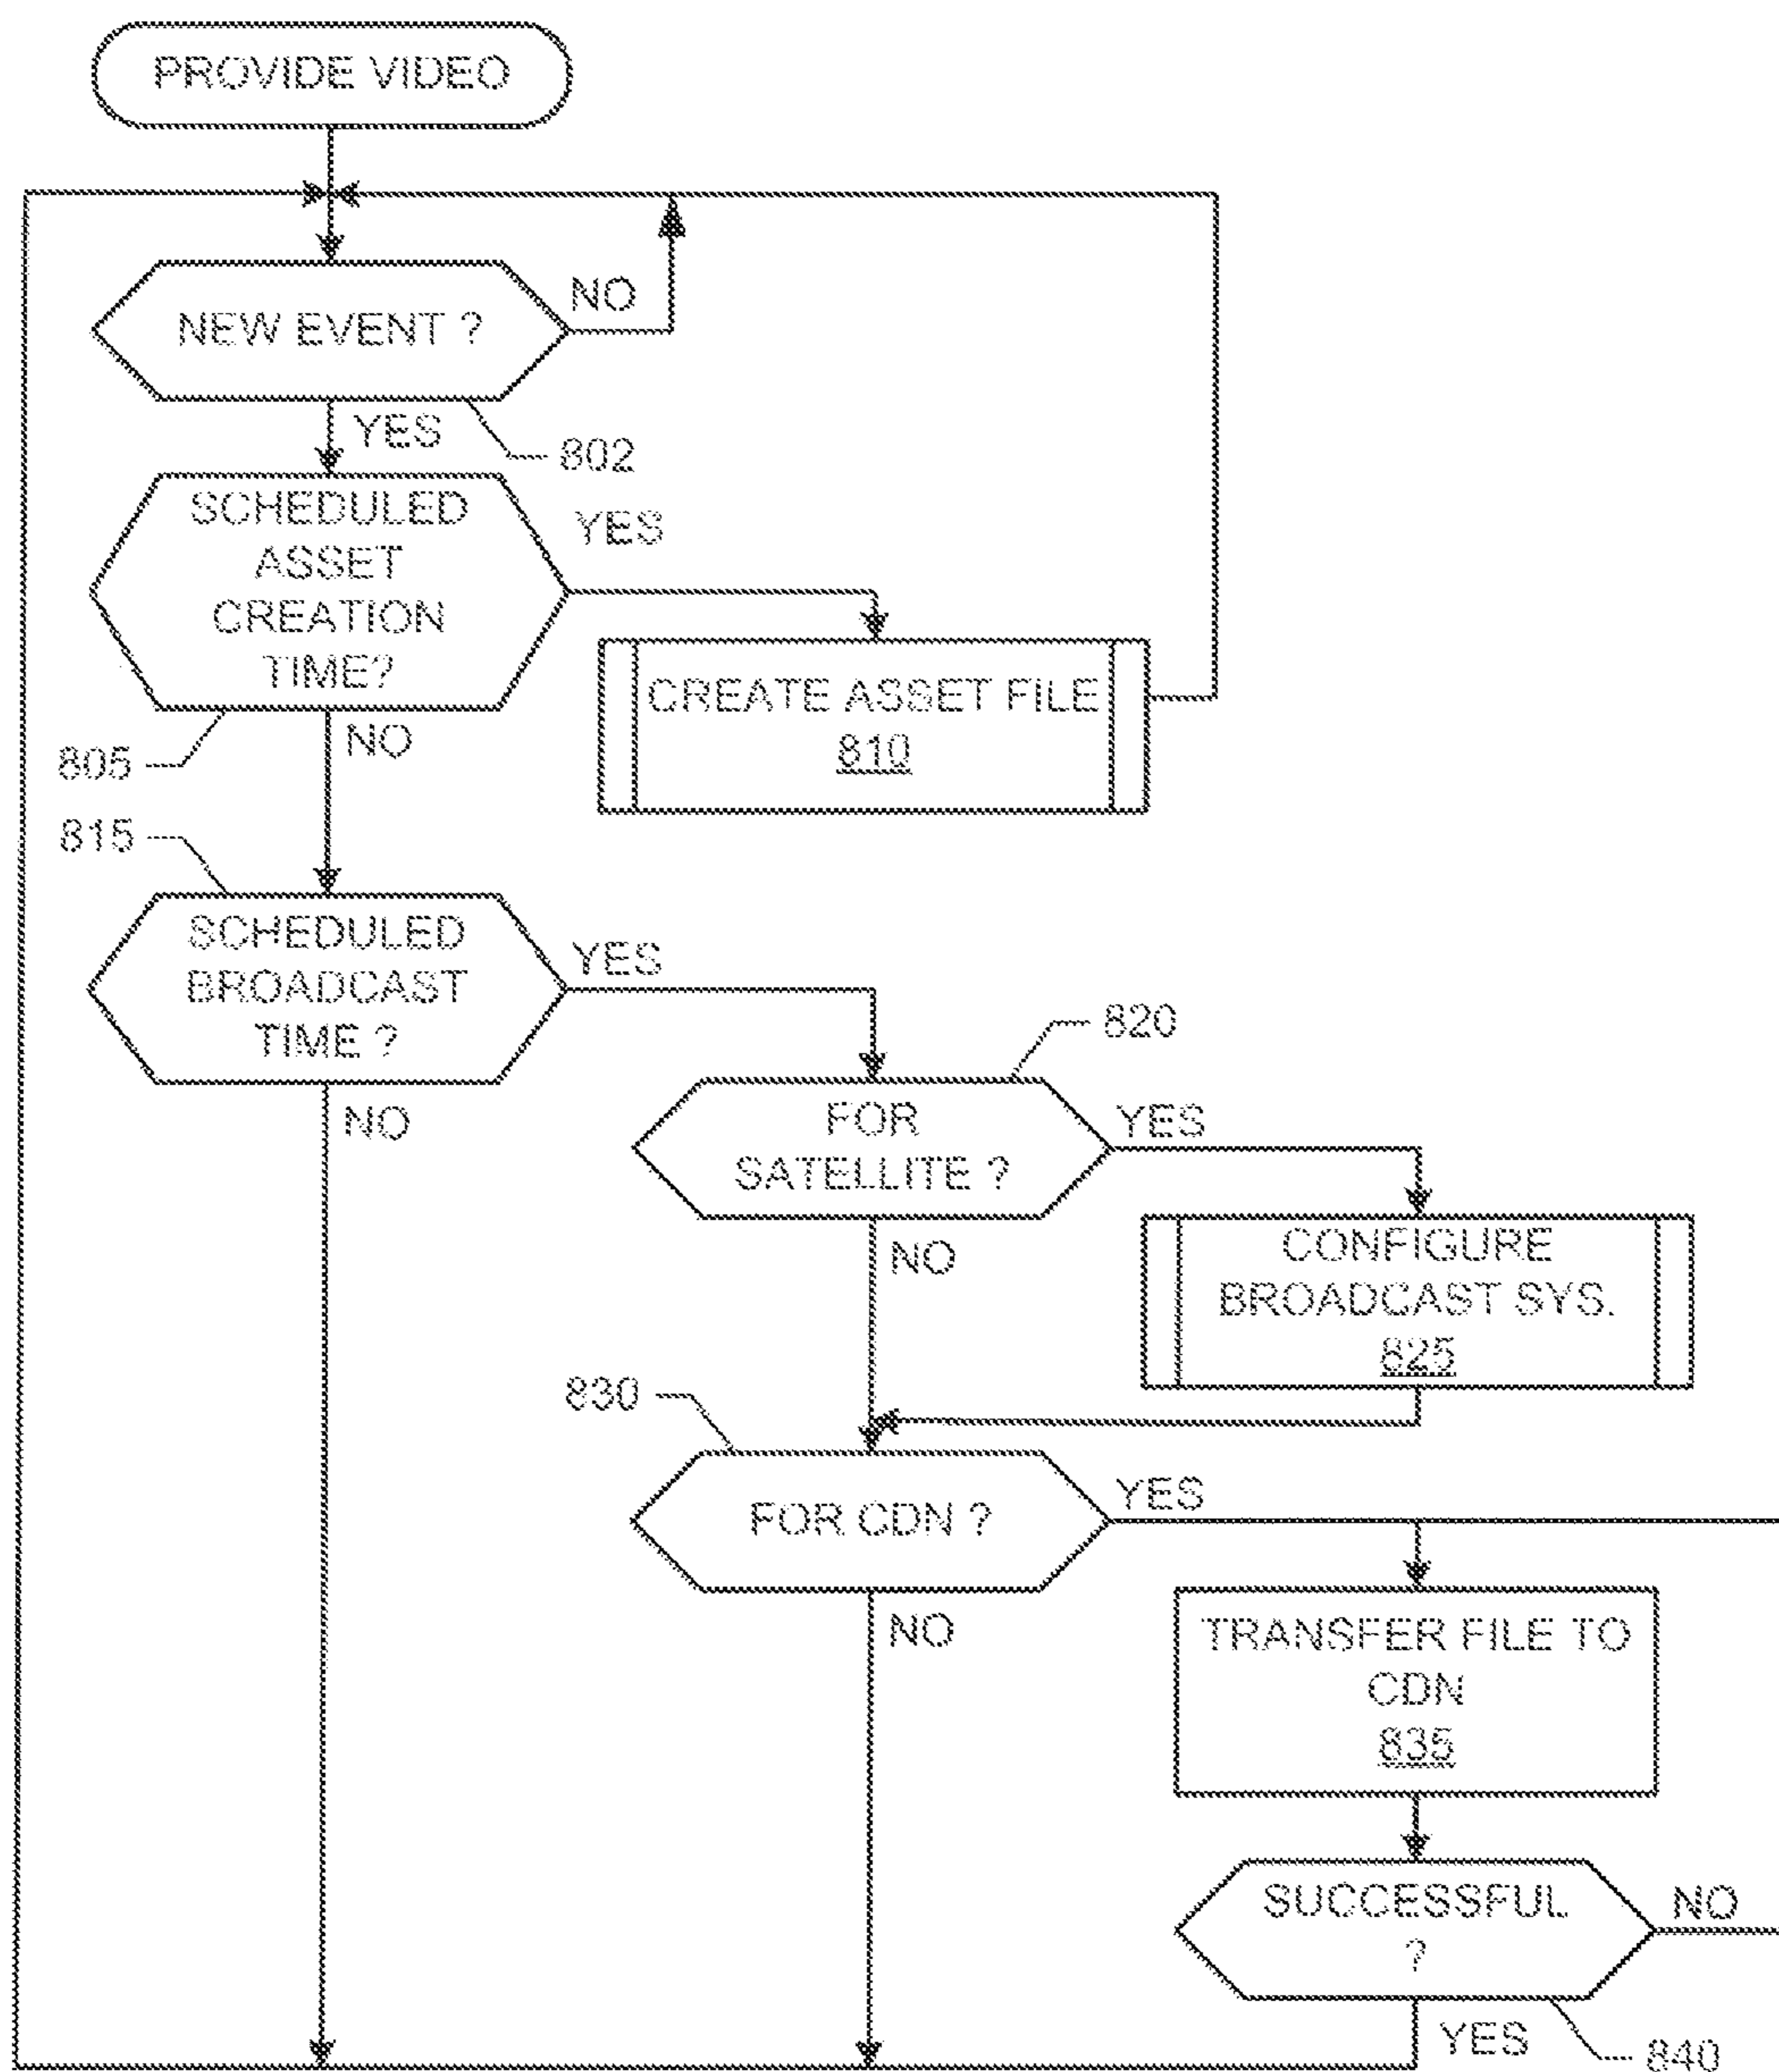 PROVIDE VIDEO
NEW EVENT ?
NO
YES
802
SCHEDULED
ASSET
CREATION
TIME?
YES
805
NO
CREATE ASSET FILE
810
815
SCHEDULED
BROADCAST
TIME ?
YES
NO
820
FOR
SATELLITE ?
YES
NO
CONFIGURE
BROADCAST SYS.
825
830
FOR CDN ?
YES
NO
TRANSFER FILE TO
CDN
835
SUCCESSFUL
?
NO
YES
840